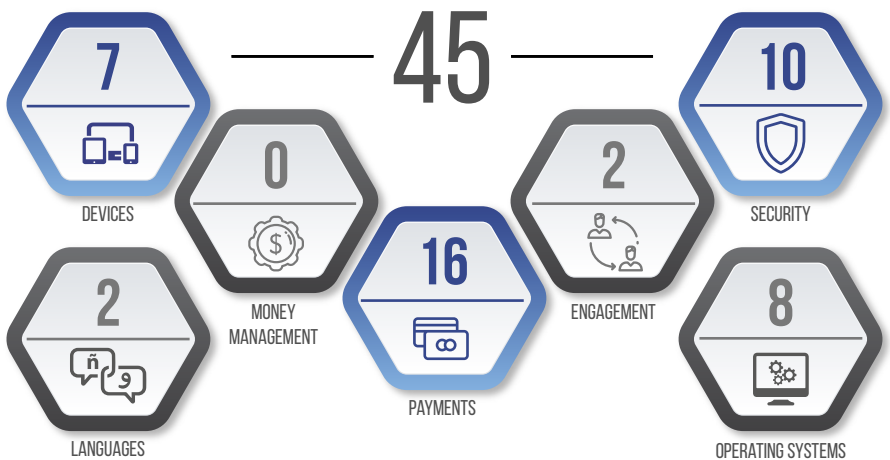 45
7
DEVICES
0
$
MONEY
MANAGEMENT
16
PAYMENTS
2
ENGAGEMENT
10
SECURITY
2
ñ
و
LANGUAGES
8
OPERATING SYSTEMS